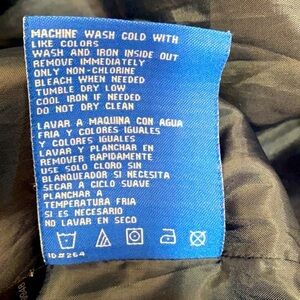 MACHINE WASH COLD WITH
LIKE COLORS
WASH AND IRON INSIDE OUT
REMOVE IMMEDIATELY
ONLY NON-CHLORINE
BLEACH WHEN NEEDED
TUMBLE DRY LOW
COOL IRON IF NEEDED
DO NOT DRY CLEAN
LAVAR A MAQUINA CON AGUA
FRIA Y COLORES IGUALES
Y COLORES IGUALES
LAVAR Y PLANCHAR EN
REMOVER RAPIDAMENTE
USE SOLO CLORO SIN
BLANQUEADOR SI NECESITA
SEGAR A CICLO SUAVE
PLANCHAR A
TEMPERATURA FRIA
SI ES NECESARIO
NO LAVAR EN SECO
ID#264